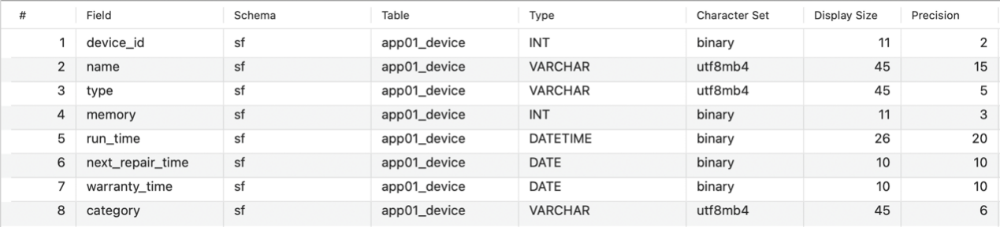 # Field Schema Table Type Character Set Display Size Precision
1 device_id sf app01_device INT binary 11 2
2 name sf app01_device VARCHAR utf8mb4 45 15
3 type sf app01_device VARCHAR utf8mb4 45 5
4 memory sf app01_device INT binary 11 3
5 run_time sf app01_device DATETIME binary 26 20
6 next_repair_time sf app01_device DATE binary 10 10
7 warranty_time sf app01_device DATE binary 10 10
8 category sf app01_device VARCHAR utf8mb4 45 6